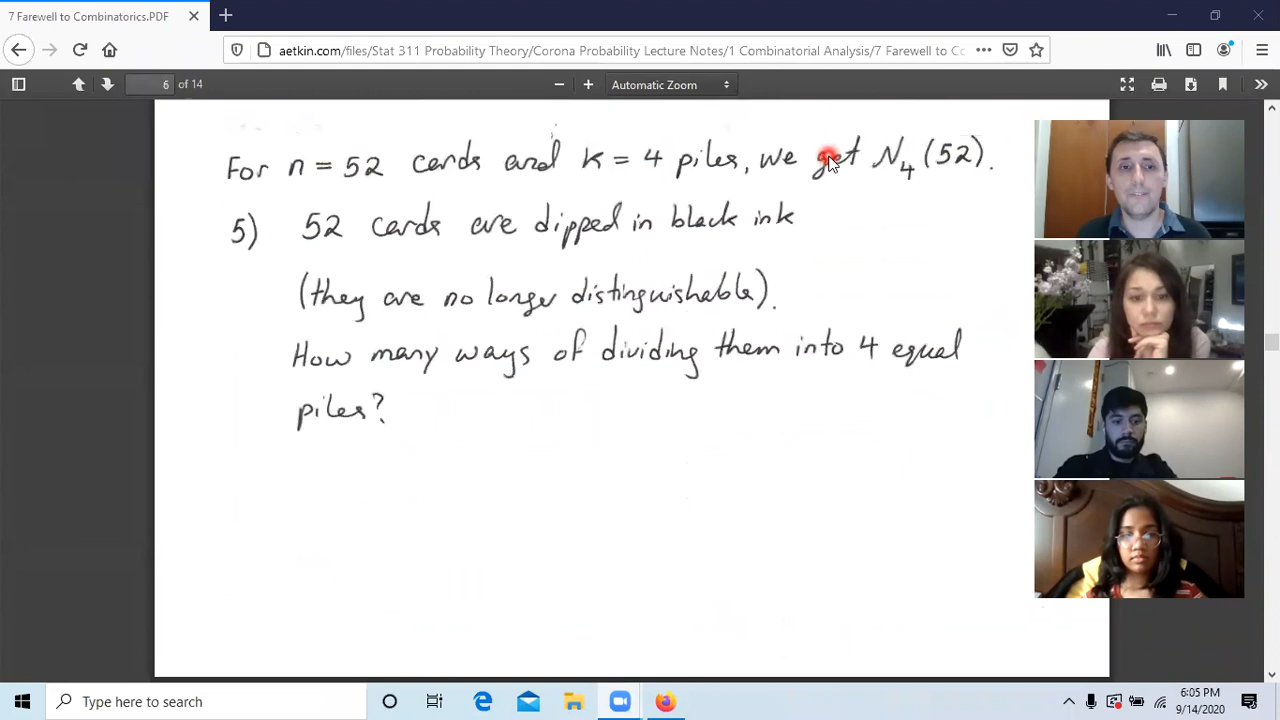 7 Farewell to Combinatorics.PDF
aetkin.com/files/Stat 311 Probability Theory/Corona Probability Lecture Notes/1 Combinatorial Analysis/7 Farewell to Co
6 of 14
Automatic Zoom
For n = 52 cards and k = 4 piles, we get N₄(52).
5) 52 cards are dipped in black ink
(they are no longer distinguishable).
How many ways of dividing them into 4 equal
piles?
Type here to search
6:05 PM
9/14/2020